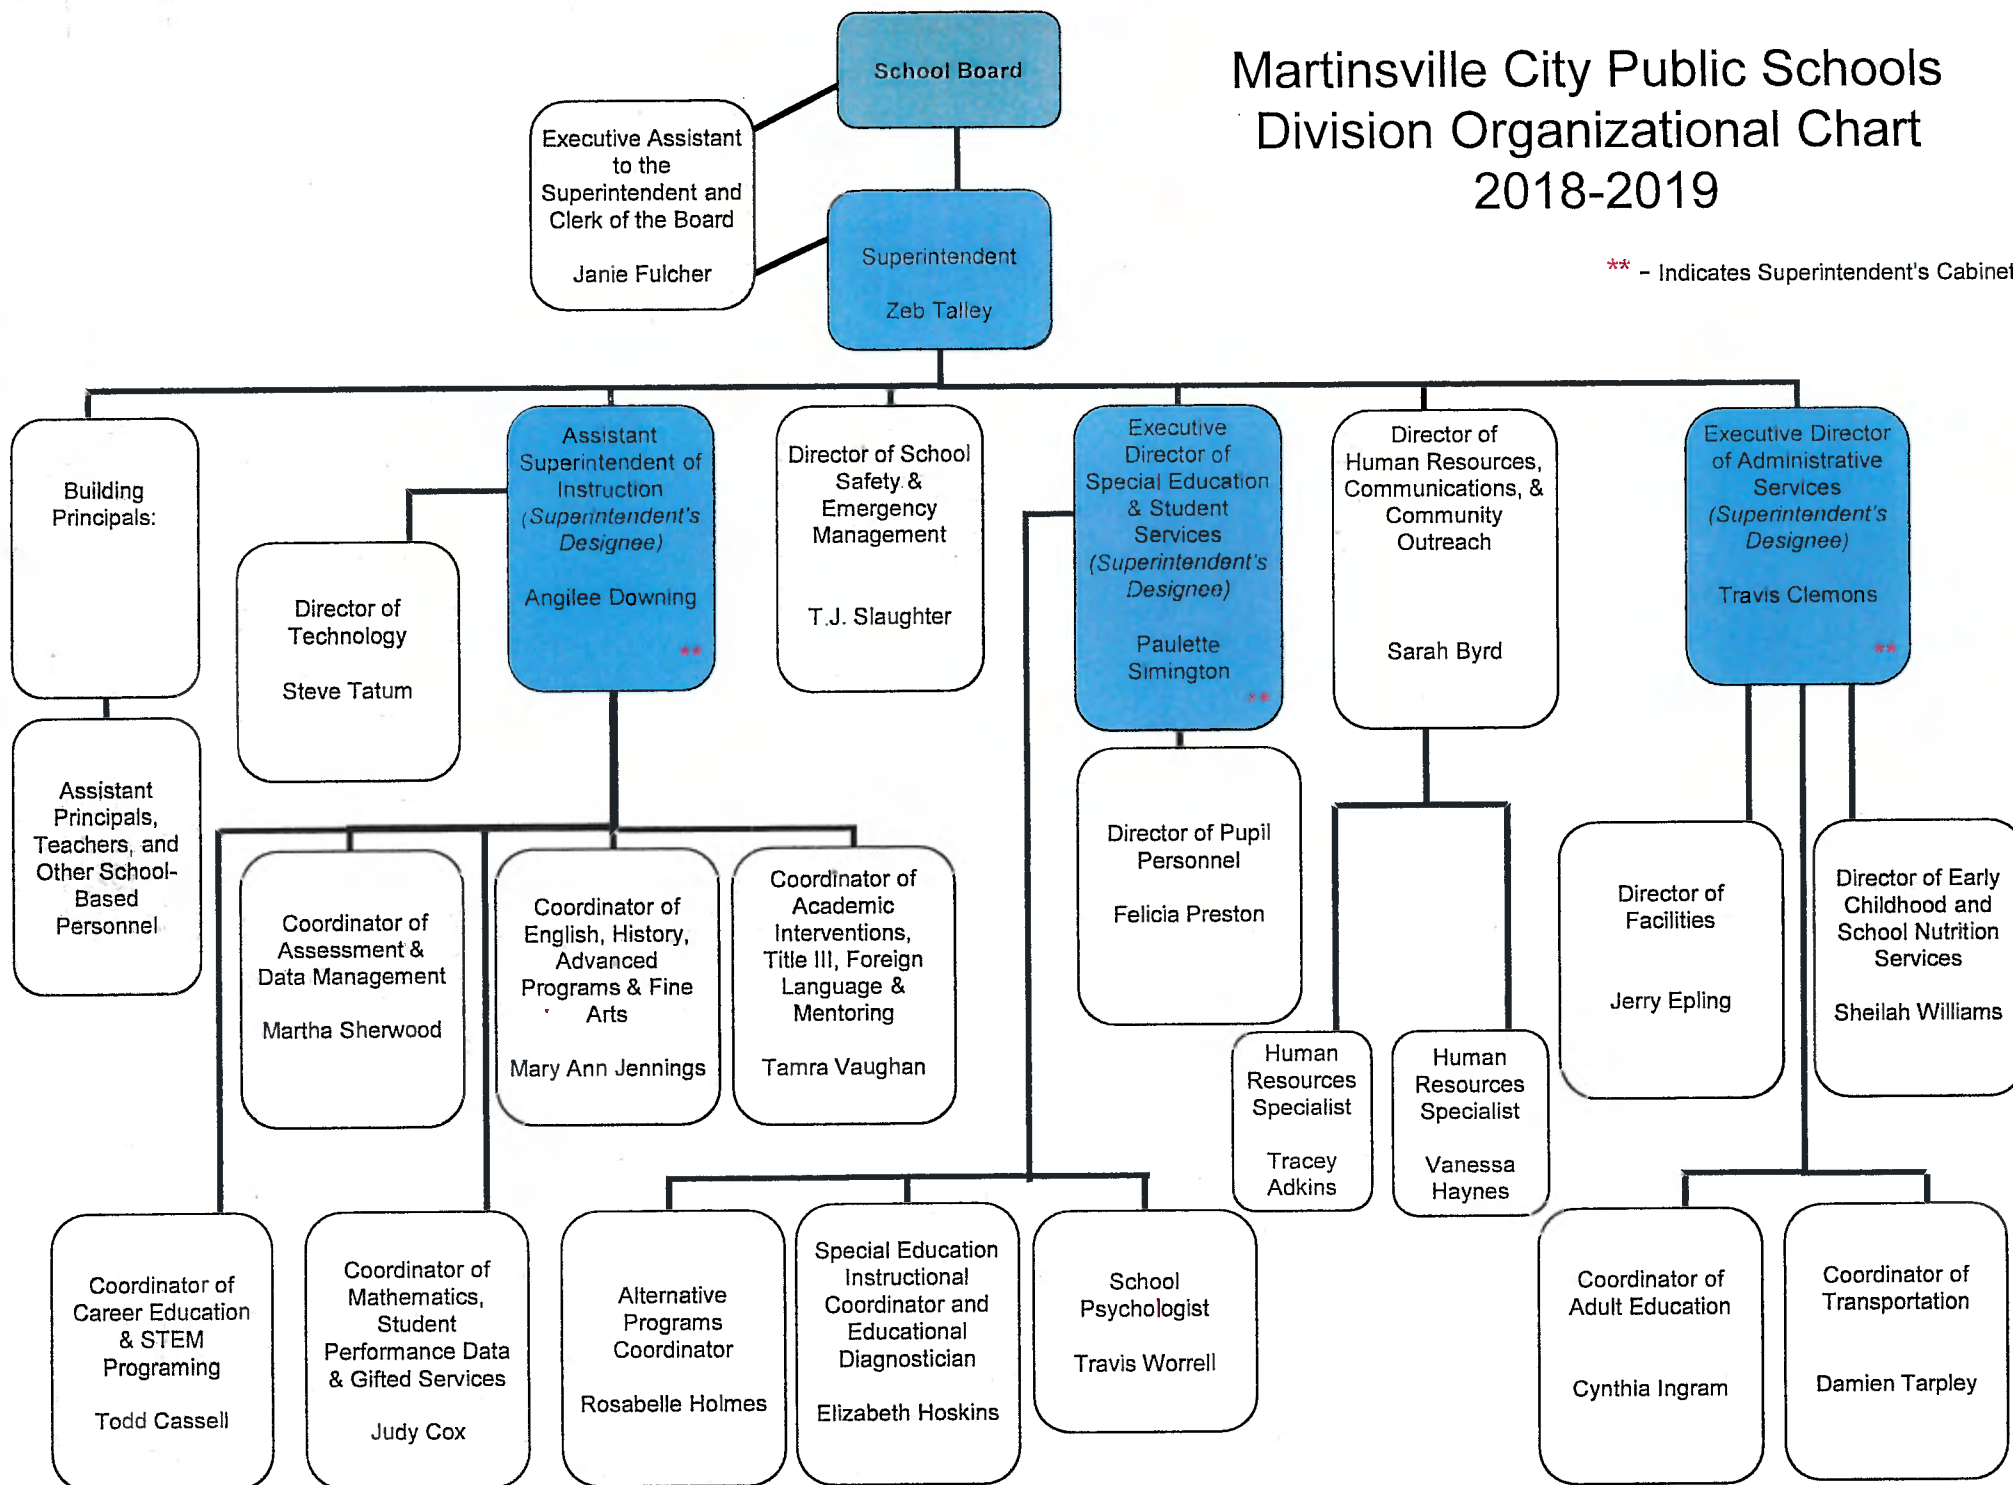 Martinsville City Public Schools
Division Organizational Chart
2018-2019
** – Indicates Superintendent's Cabinet
School Board
Executive Assistant
to the
Superintendent and
Clerk of the Board
Janie Fulcher
Superintendent
Zeb Talley
Building
Principals:
Assistant
Superintendent of
Instruction
(Superintendent's
Designee)
Angilee Downing
**
Director of School
Safety &
Emergency
Management
T.J. Slaughter
Executive
Director of
Special Education
& Student
Services
(Superintendent's
Designee)
Paulette
Simington
**
Director of
Human Resources,
Communications, &
Community
Outreach
Sarah Byrd
Executive Director
of Administrative
Services
(Superintendent's
Designee)
Travis Clemons
**
Director of
Technology
Steve Tatum
Assistant
Principals,
Teachers, and
Other School-
Based
Personnel
Director of Pupil
Personnel
Felicia Preston
Coordinator of
Assessment &
Data Management
Martha Sherwood
Coordinator of
English, History,
Advanced
Programs & Fine
Arts
Mary Ann Jennings
Coordinator of
Academic
Interventions,
Title III, Foreign
Language &
Mentoring
Tamra Vaughan
Director of
Facilities
Jerry Epling
Director of Early
Childhood and
School Nutrition
Services
Sheilah Williams
Human
Resources
Specialist
Tracey
Adkins
Human
Resources
Specialist
Vanessa
Haynes
Coordinator of
Career Education
& STEM
Programing
Todd Cassell
Coordinator of
Mathematics,
Student
Performance Data
& Gifted Services
Judy Cox
Alternative
Programs
Coordinator
Rosabelle Holmes
Special Education
Instructional
Coordinator and
Educational
Diagnostician
Elizabeth Hoskins
School
Psychologist
Travis Worrell
Coordinator of
Adult Education
Cynthia Ingram
Coordinator of
Transportation
Damien Tarpley